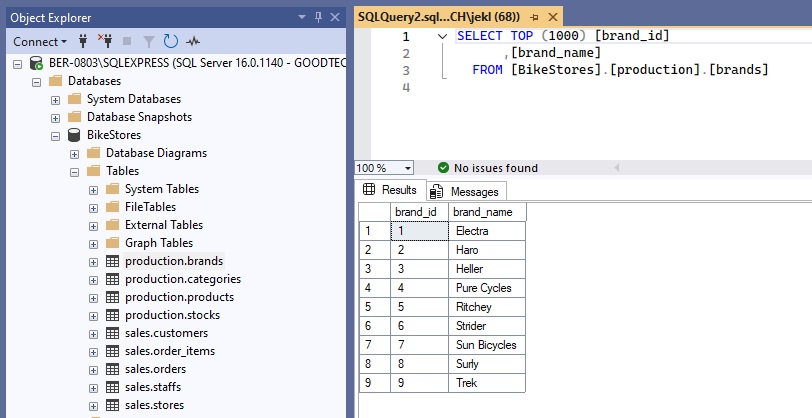 Object Explorer
Connect
BER-0803\SQLEXPRESS (SQL Server 16.0.1140 - GOODTEC
Databases
System Databases
Database Snapshots
BikeStores
Database Diagrams
Tables
System Tables
FileTables
External Tables
Graph Tables
production.brands
production.categories
production.products
production.stocks
sales.customers
sales.order_items
sales.orders
sales.staffs
sales.stores
SQLQuery2.sql...CH\jekl (68))
1 SELECT TOP (1000) [brand_id]
2 ,[brand_name]
3 FROM [BikeStores].[production].[brands]
4
100 % No issues found
Results Messages
brand_id brand_name
1 1 Electra
2 2 Haro
3 3 Heller
4 4 Pure Cycles
5 5 Ritchey
6 6 Strider
7 7 Sun Bicycles
8 8 Surly
9 9 Trek